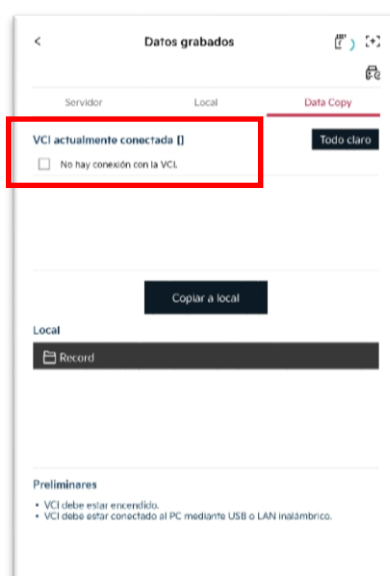 Datos grabados
Servidor Local Data Copy
VCI actualmente conectada [] Todo claro
No hay conexión con la VCI.
Copiar a local
Local
Record
Preliminares
• VCI debe estar encendido.
• VCI debe estar conectado al PC mediante USB o LAN inalámbrico.